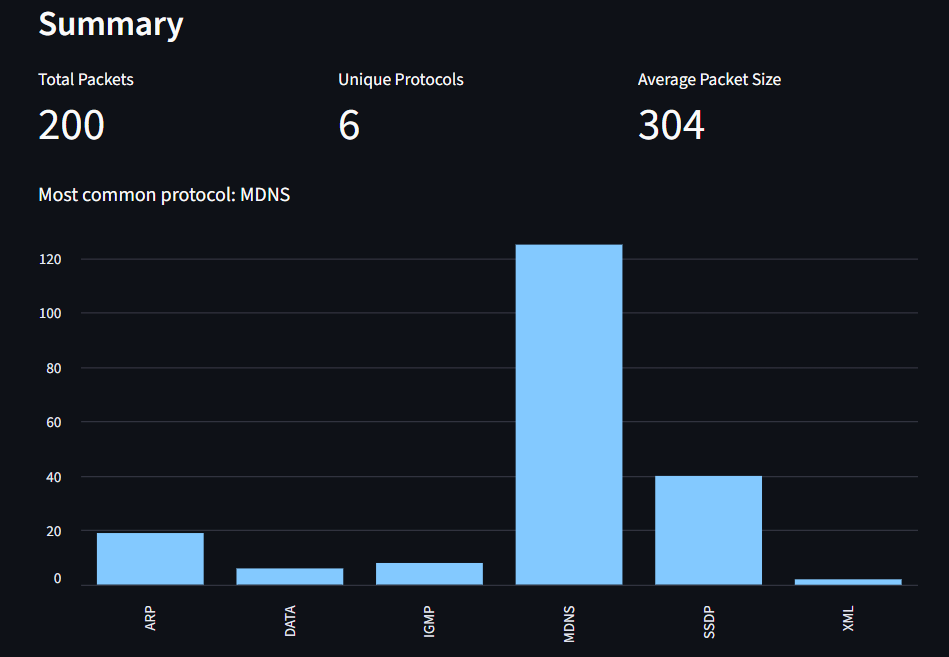 Summary
Total Packets
Unique Protocols
Average Packet Size
200
6
304
Most common protocol: MDNS
120
100
80
60
40
20
0
ARP
DATA
IGMP
MDNS
SSDP
XML